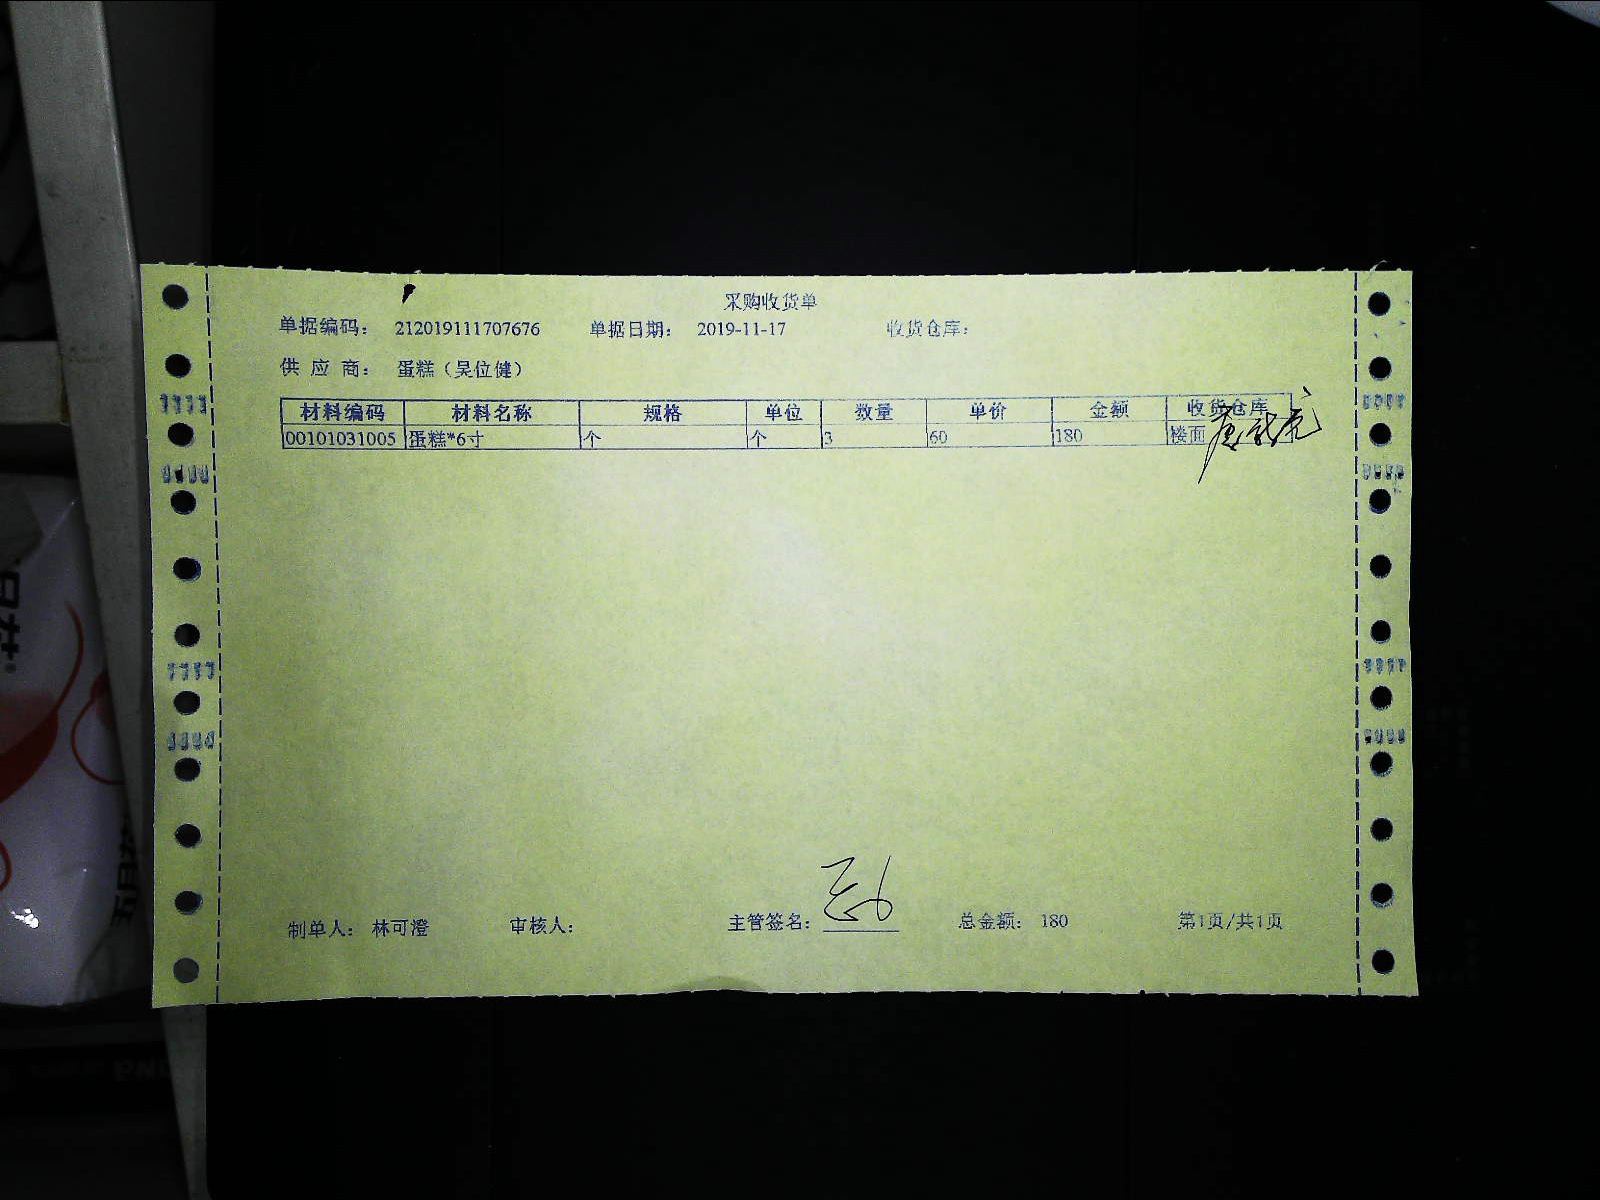 采购收货单
单据编码： 212019111707676 单据日期： 2019-11-17 收货仓库：
供 应 商： 蛋糕（吴位健）
材料编码 材料名称 规格 单位 数量 单价 金额 收货仓库
00101031005 蛋糕*6寸 个 个 3 60 180 楼面
制单人： 林可澄 审核人： 主管签名： 总金额： 180 第1页/共1页